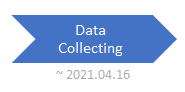 Data
Collecting
~ 2021.04.16